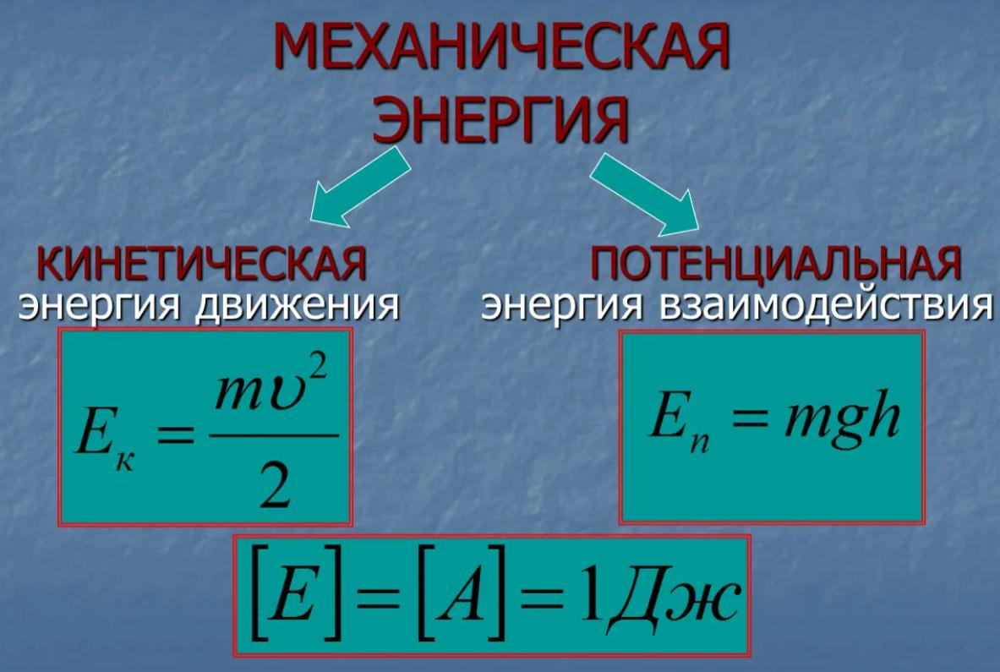 МЕХАНИЧЕСКАЯ
ЭНЕРГИЯ
КИНЕТИЧЕСКАЯ
энергия движения
ПОТЕНЦИАЛЬНАЯ
энергия взаимодействия
Eк = mυ²/2
Eп = mgh
[E]=[A]=1Дж